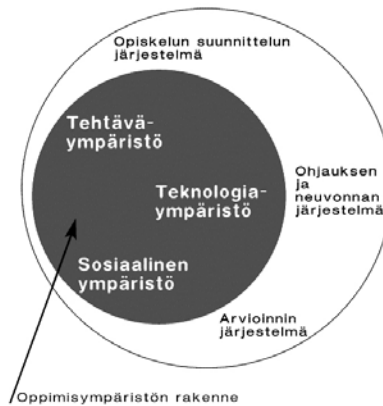 Opiskelun suunnittelun
järjestelmä
Tehtävä-
ympäristö
Teknologia-
ympäristö
Ohjauksen
ja
neuvonnan
järjestelmä
Sosiaalinen
ympäristö
Arvioinnin
järjestelmä
Oppimisympäristön rakenne